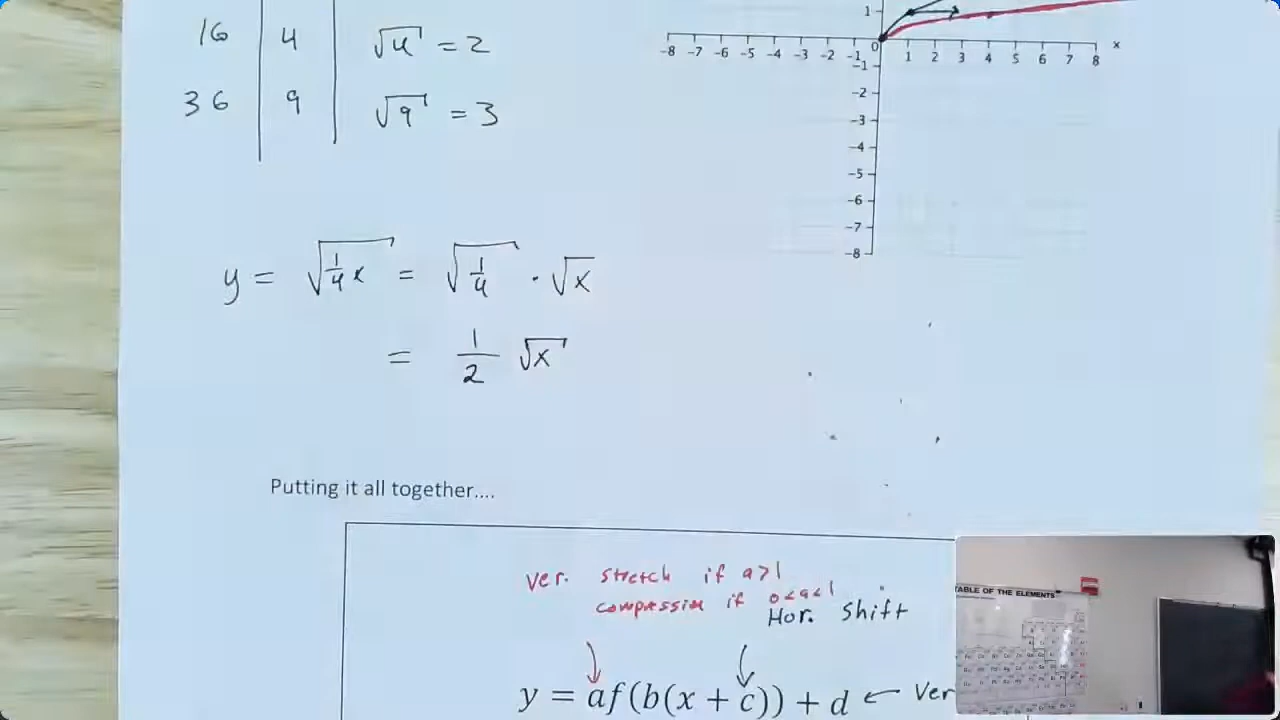 16 4 √4 = 2
36 9 √9 = 3
1
-8 -7 -6 -5 -4 -3 -2 -1 0 1 2 3 4 5 6 7 8 x
-1
-2
-3
-4
-5
-6
-7
-8
y = √(1/4 x) = √(1/4) · √x
= 1/2 √x
Putting it all together....
Ver. stretch if a>1
compression if 0<a<1
Hor. Shift
y = af(b(x + c)) + d ← Ver
TABLE OF THE ELEMENTS